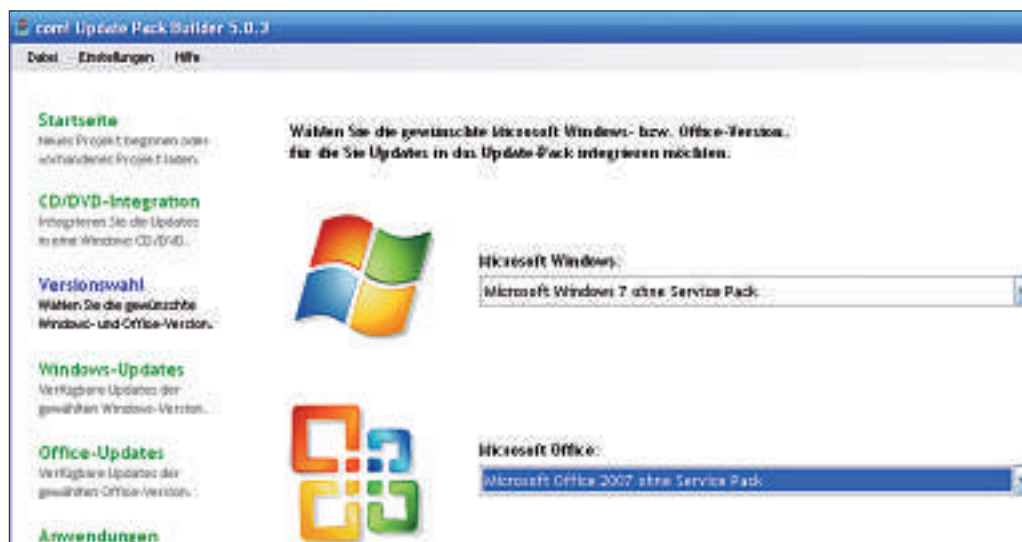 com! Update Pack Builder 5.0.3
Datei Einstellungen Hilfe
Startseite
Neues Projekt beginnen oder
vorhandenes Projekt laden.
CD/DVD-Integration
Integrieren Sie die Updates
in eine Windows CD/DVD.
Versionswahl
Wählen Sie die gewünschte
Windows- und Office-Version.
Windows-Updates
Verfügbare Updates der
gewählten Windows-Version.
Office-Updates
Verfügbare Updates der
gewählten Office-Version.
Anwendungen
Wählen Sie die gewünschte Microsoft Windows- bzw. Office-Version,
für die Sie Updates in das Update-Pack integrieren möchten:
Microsoft Windows:
Microsoft Windows 7 ohne Service Pack
Microsoft Office:
Microsoft Office 2007 ohne Service Pack